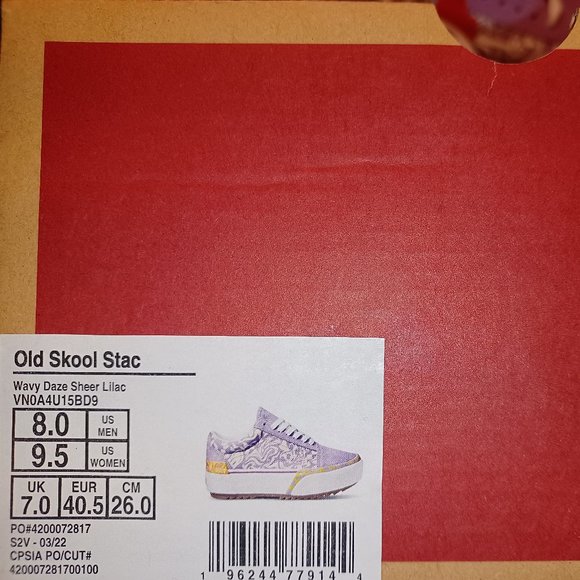 Old Skool Stac
Wavy Daze Sheer Lilac
VN0A4U15BD9
8.0 US MEN
9.5 US WOMEN
UK 7.0 EUR 40.5 CM 26.0
PO#4200072817
S2V - 03/22
CPSIA PO/CUT#
420007281700100
1 96244 77914 4